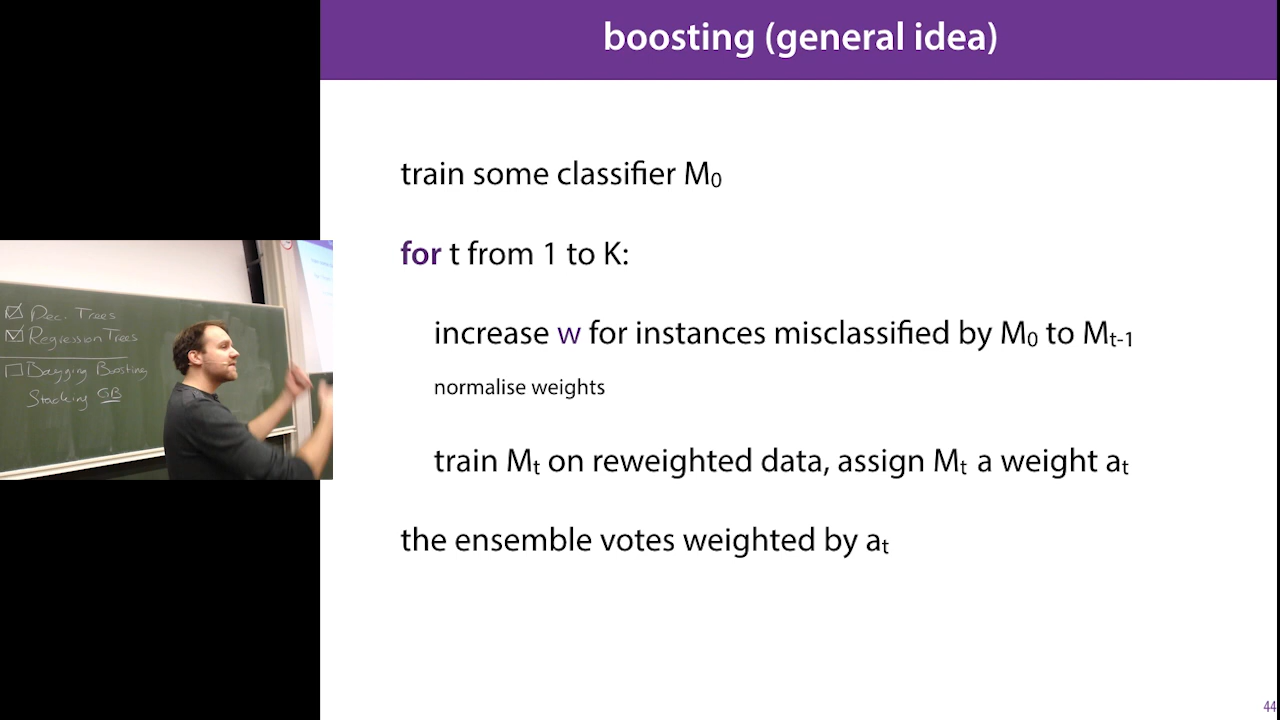 boosting (general idea)
train some classifier M0
for t from 1 to K:
increase w for instances misclassified by M0 to Mt-1
normalise weights
train Mt on reweighted data, assign Mt a weight at
the ensemble votes weighted by at
44
Dec. Trees
Regression Trees
Bagging Boosting
Stacking GB